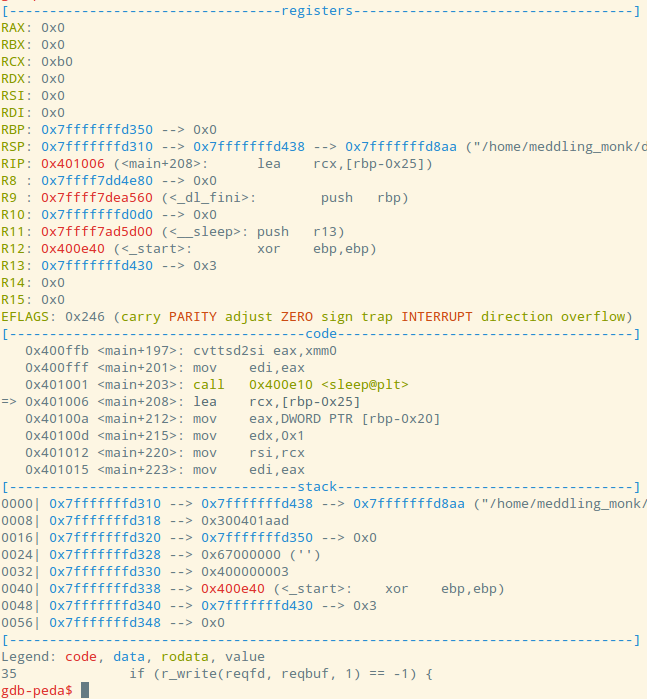 [----------------------------------registers-----------------------------------]
RAX: 0x0
RBX: 0x0
RCX: 0xb0
RDX: 0x0
RSI: 0x0
RDI: 0x0
RBP: 0x7fffffffd350 --> 0x0
RSP: 0x7fffffffd310 --> 0x7fffffffd438 --> 0x7fffffffd8aa ("/home/meddling_monk/d
RIP: 0x401006 (<main+208>: lea rcx,[rbp-0x25])
R8 : 0x7ffff7dd4e80 --> 0x0
R9 : 0x7ffff7dea560 (<_dl_fini>: push rbp)
R10: 0x7fffffffd0d0 --> 0x0
R11: 0x7ffff7ad5d00 (<__sleep>: push r13)
R12: 0x400e40 (<_start>: xor ebp,ebp)
R13: 0x7fffffffd430 --> 0x3
R14: 0x0
R15: 0x0
EFLAGS: 0x246 (carry PARITY adjust ZERO sign trap INTERRUPT direction overflow)
[-------------------------------------code-------------------------------------]
0x400ffb <main+197>: cvttsd2si eax,xmm0
0x400fff <main+201>: mov edi,eax
0x401001 <main+203>: call 0x400e10 <sleep@plt>
=> 0x401006 <main+208>: lea rcx,[rbp-0x25]
0x40100a <main+212>: mov eax,DWORD PTR [rbp-0x20]
0x40100d <main+215>: mov edx,0x1
0x401012 <main+220>: mov rsi,rcx
0x401015 <main+223>: mov edi,eax
[------------------------------------stack-------------------------------------]
0000| 0x7fffffffd310 --> 0x7fffffffd438 --> 0x7fffffffd8aa ("/home/meddling_monk/
0008| 0x7fffffffd318 --> 0x300401aad
0016| 0x7fffffffd320 --> 0x7fffffffd350 --> 0x0
0024| 0x7fffffffd328 --> 0x67000000 ('')
0032| 0x7fffffffd330 --> 0x400000003
0040| 0x7fffffffd338 --> 0x400e40 (<_start>: xor ebp,ebp)
0048| 0x7fffffffd340 --> 0x7fffffffd430 --> 0x3
0056| 0x7fffffffd348 --> 0x0
[------------------------------------------------------------------------------]
Legend: code, data, rodata, value
35 if (r_write(reqfd, reqbuf, 1) == -1) {
gdb-peda$